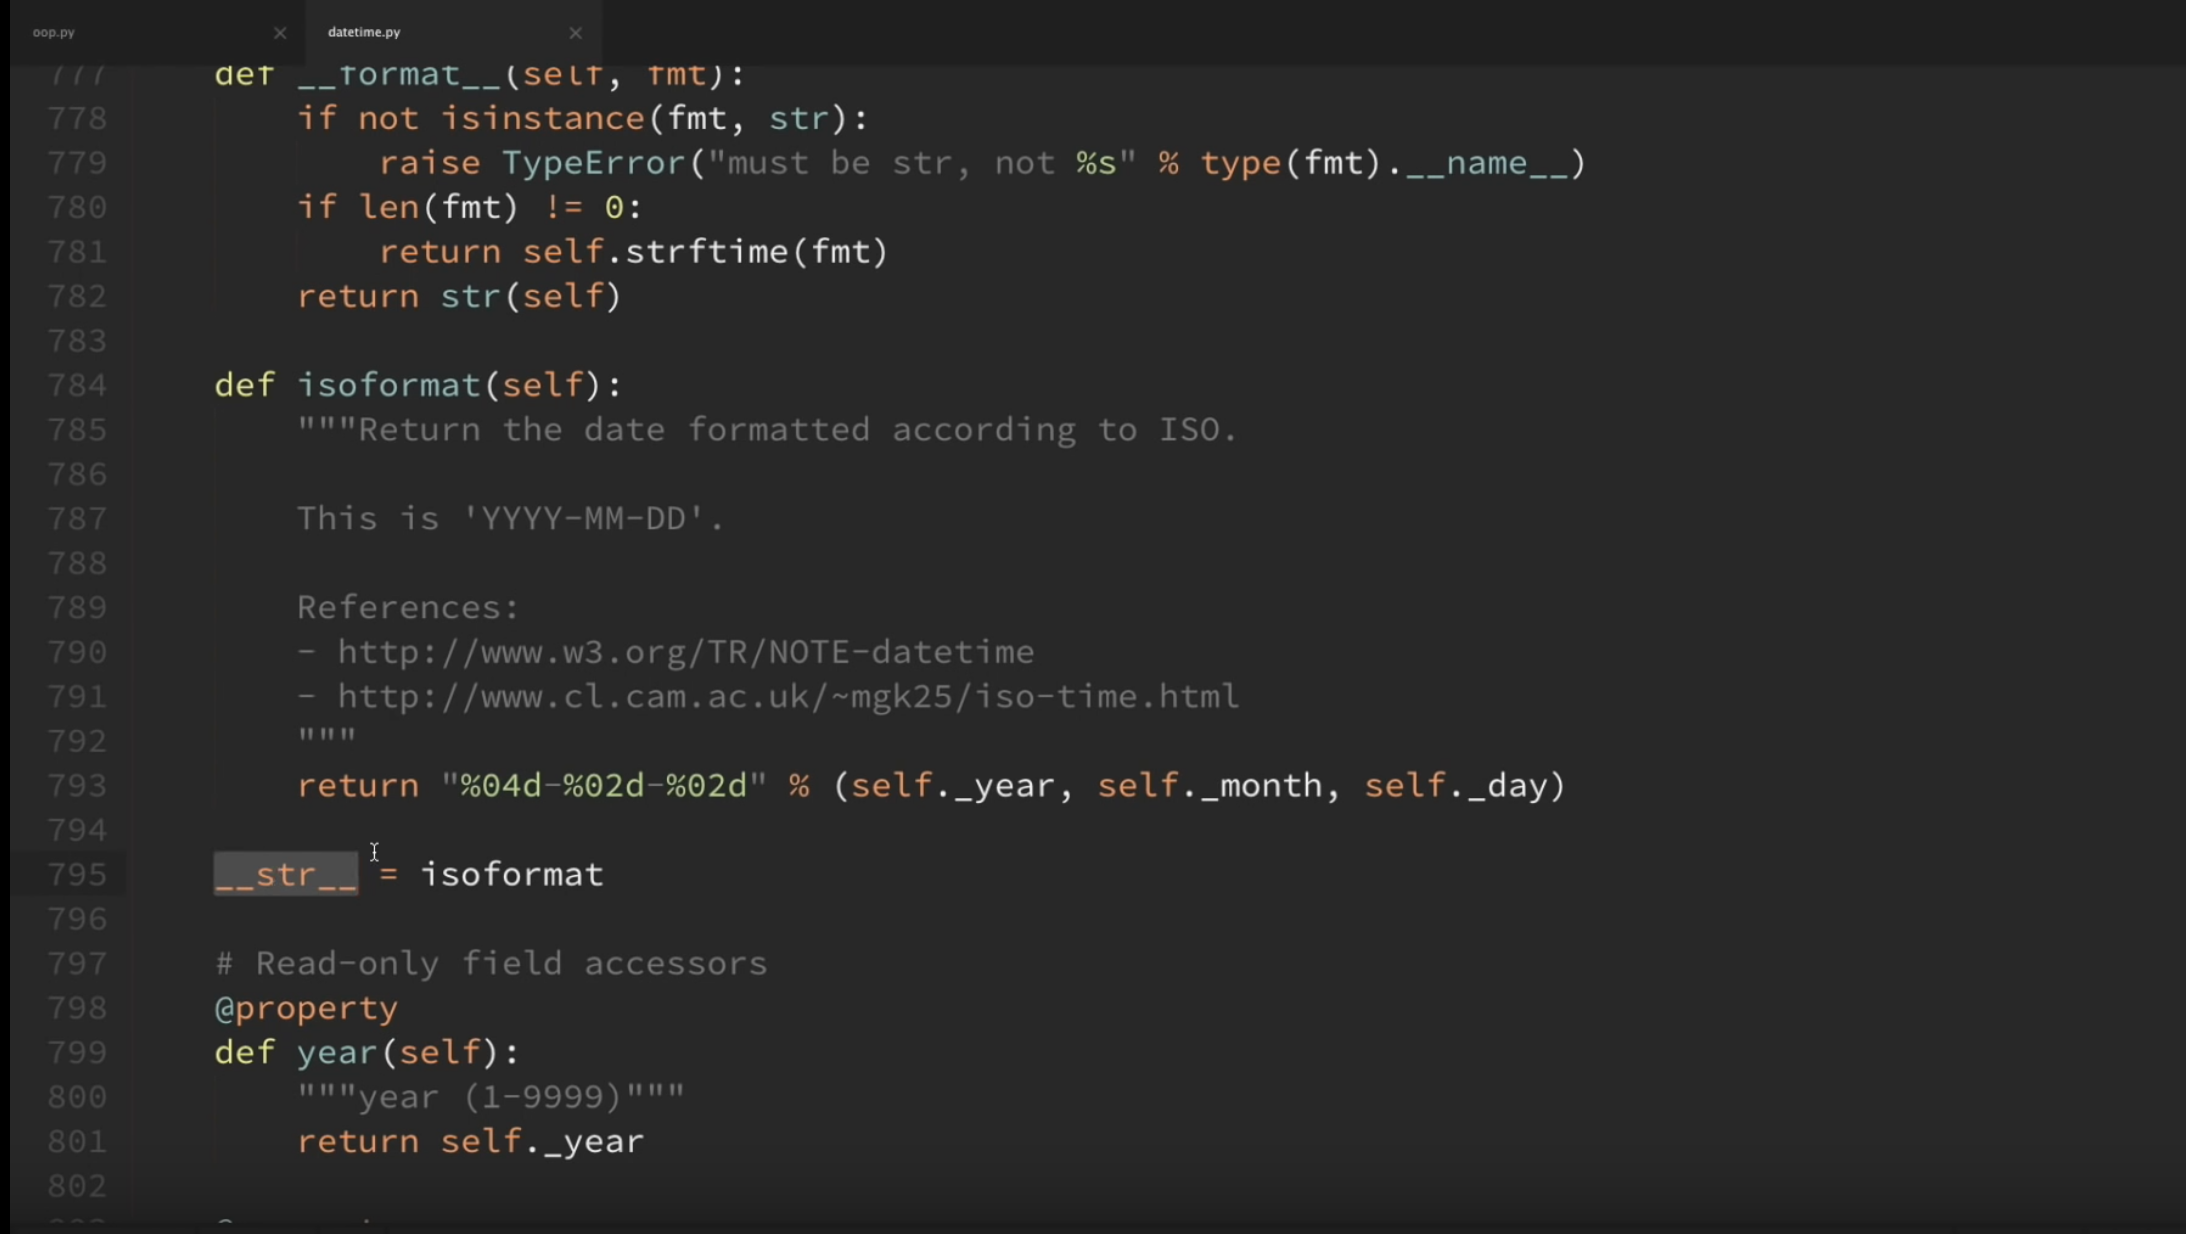 oop.py
datetime.py
777 def __format__(self, fmt):
778 if not isinstance(fmt, str):
779 raise TypeError("must be str, not %s" % type(fmt).__name__)
780 if len(fmt) != 0:
781 return self.strftime(fmt)
782 return str(self)
783
784 def isoformat(self):
785 """Return the date formatted according to ISO.
786
787 This is 'YYYY-MM-DD'.
788
789 References:
790 - http://www.w3.org/TR/NOTE-datetime
791 - http://www.cl.cam.ac.uk/~mgk25/iso-time.html
792 """
793 return "%04d-%02d-%02d" % (self._year, self._month, self._day)
794
795 __str__ = isoformat
796
797 # Read-only field accessors
798 @property
799 def year(self):
800 """year (1-9999)"""
801 return self._year
802